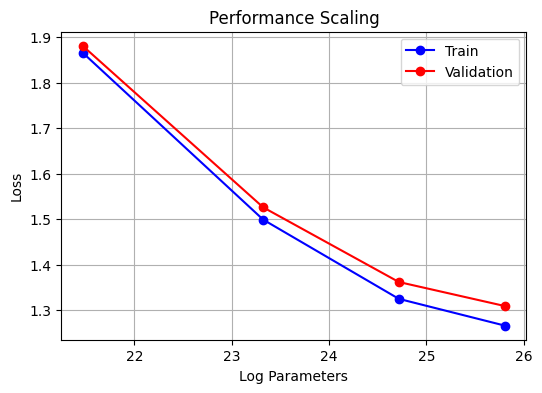 Performance Scaling
Train
Validation
Loss
1.9
1.8
1.7
1.6
1.5
1.4
1.3
22 23 24 25 26
Log Parameters